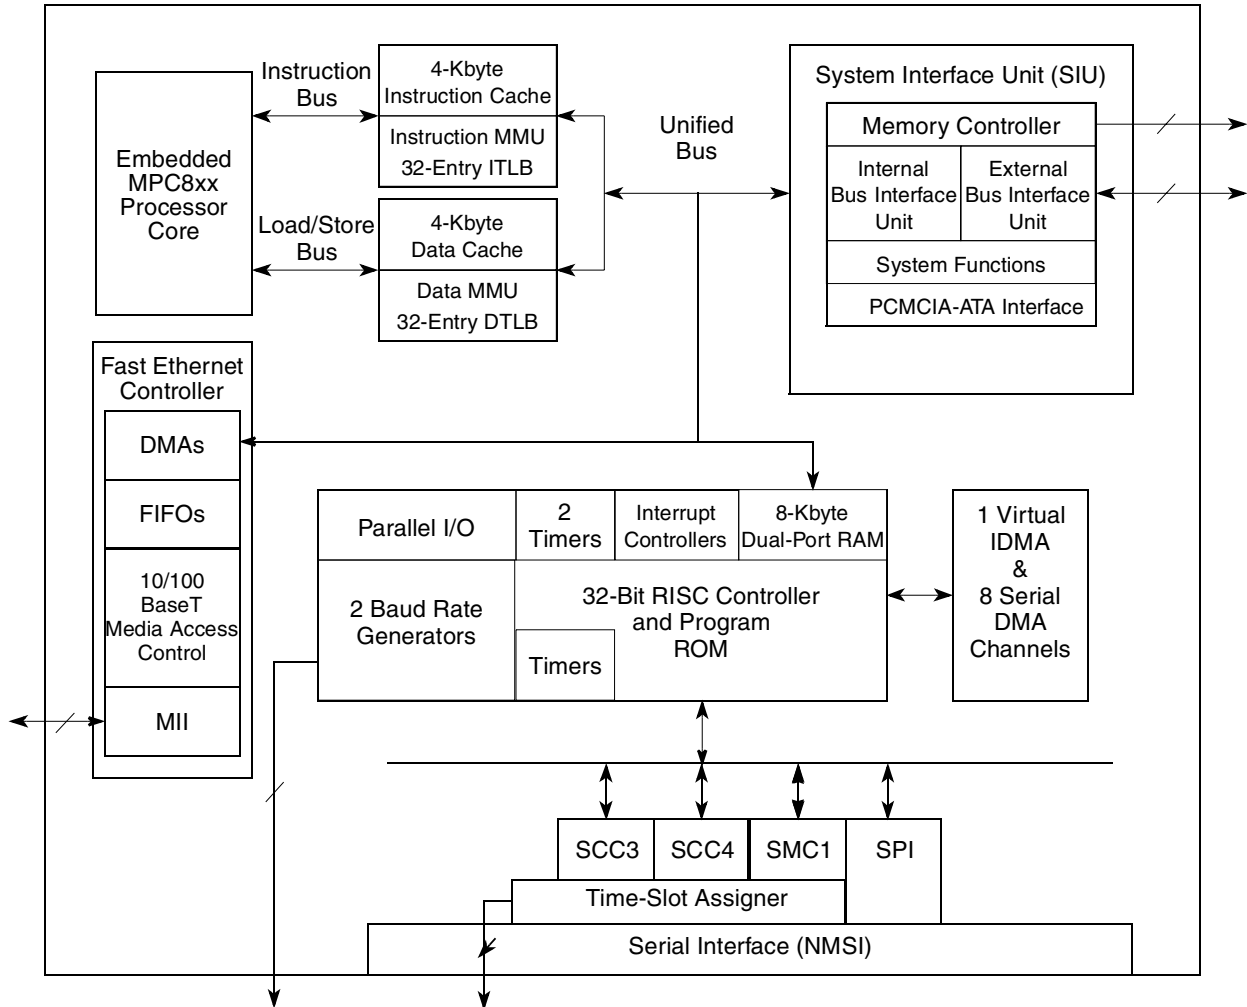 Embedded
MPC8xx
Processor
Core
Instruction
Bus
Load/Store
Bus
4-Kbyte
Instruction Cache
Instruction MMU
32-Entry ITLB
4-Kbyte
Data Cache
Data MMU
32-Entry DTLB
Unified
Bus
System Interface Unit (SIU)
Memory Controller
Internal
Bus Interface
Unit
External
Bus Interface
Unit
System Functions
PCMCIA-ATA Interface
Fast Ethernet
Controller
DMAs
FIFOs
10/100
BaseT
Media Access
Control
MII
Parallel I/O
2
Timers
Interrupt
Controllers
8-Kbyte
Dual-Port RAM
2 Baud Rate
Generators
32-Bit RISC Controller
and Program
ROM
Timers
1 Virtual
IDMA
&
8 Serial
DMA
Channels
SCC3
SCC4
SMC1
SPI
Time-Slot Assigner
Serial Interface (NMSI)